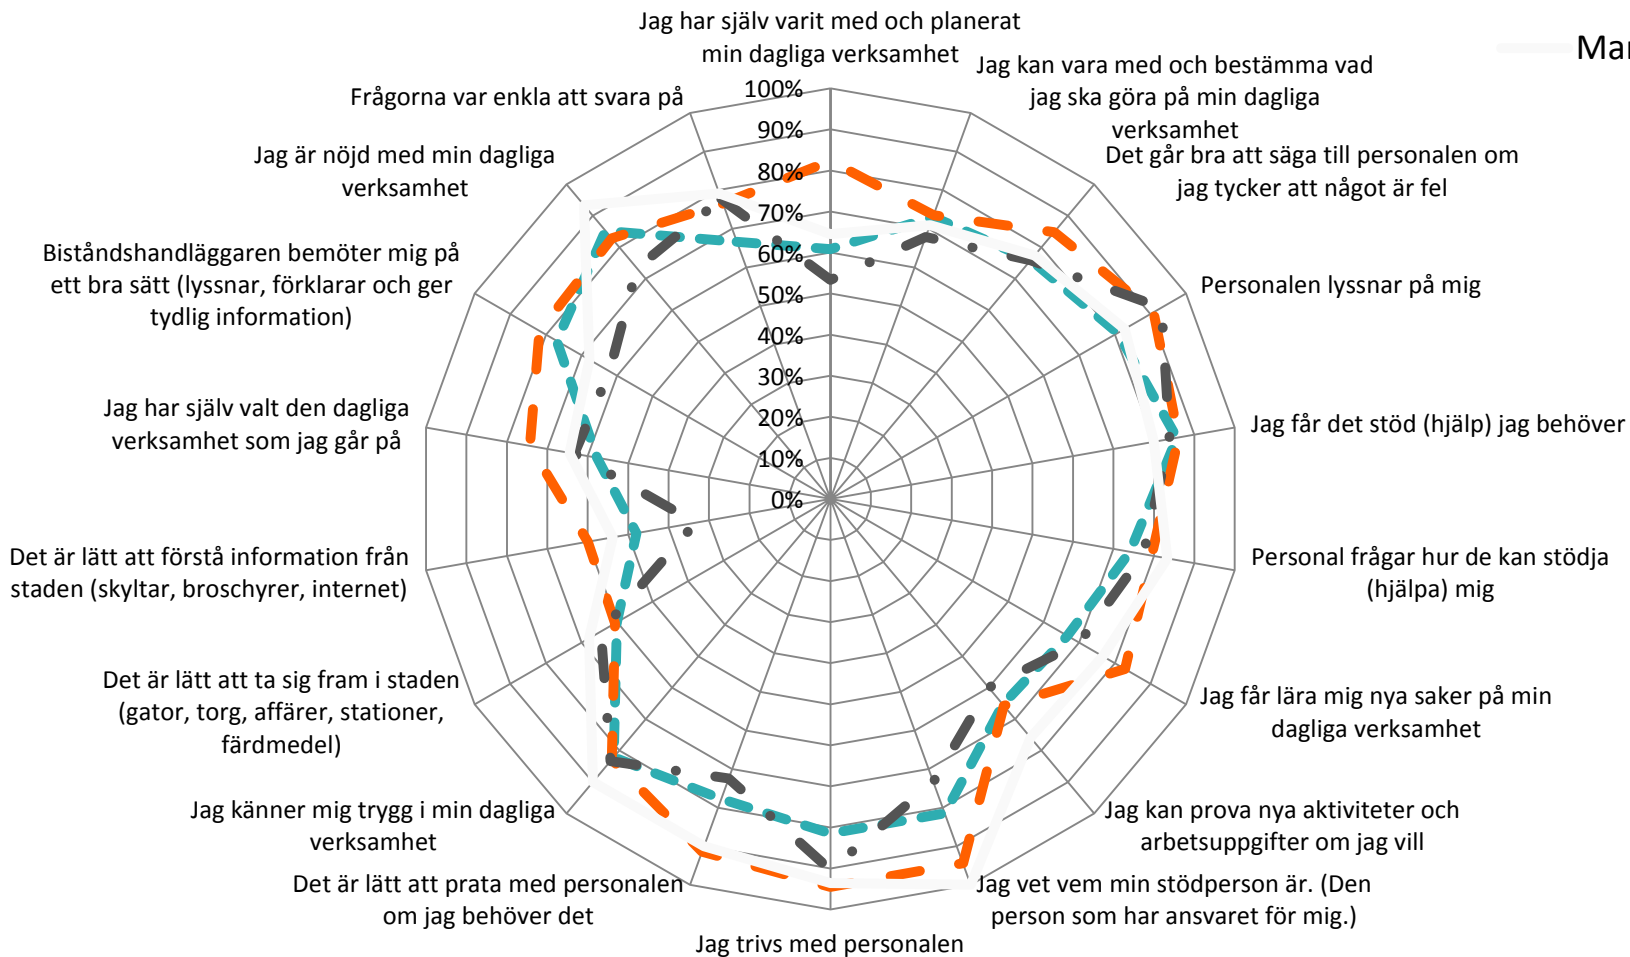 Jag har själv varit med och planerat
min dagliga verksamhet
Mar
Jag kan vara med och bestämma vad
jag ska göra på min dagliga
verksamhet
Det går bra att säga till personalen om
jag tycker att något är fel
Personalen lyssnar på mig
Jag får det stöd (hjälp) jag behöver
Personal frågar hur de kan stödja
(hjälpa) mig
Jag får lära mig nya saker på min
dagliga verksamhet
Jag kan prova nya aktiviteter och
arbetsuppgifter om jag vill
Jag vet vem min stödperson är. (Den
person som har ansvaret för mig.)
Jag trivs med personalen
Det är lätt att prata med personalen
om jag behöver det
Jag känner mig trygg i min dagliga
verksamhet
Det är lätt att ta sig fram i staden
(gator, torg, affärer, stationer,
färdmedel)
Det är lätt att förstå information från
staden (skyltar, broschyrer, internet)
Jag har själv valt den dagliga
verksamhet som jag går på
Biståndshandläggaren bemöter mig på
ett bra sätt (lyssnar, förklarar och ger
tydlig information)
Jag är nöjd med min dagliga
verksamhet
Frågorna var enkla att svara på
100%
90%
80%
70%
60%
50%
40%
30%
20%
10%
0%